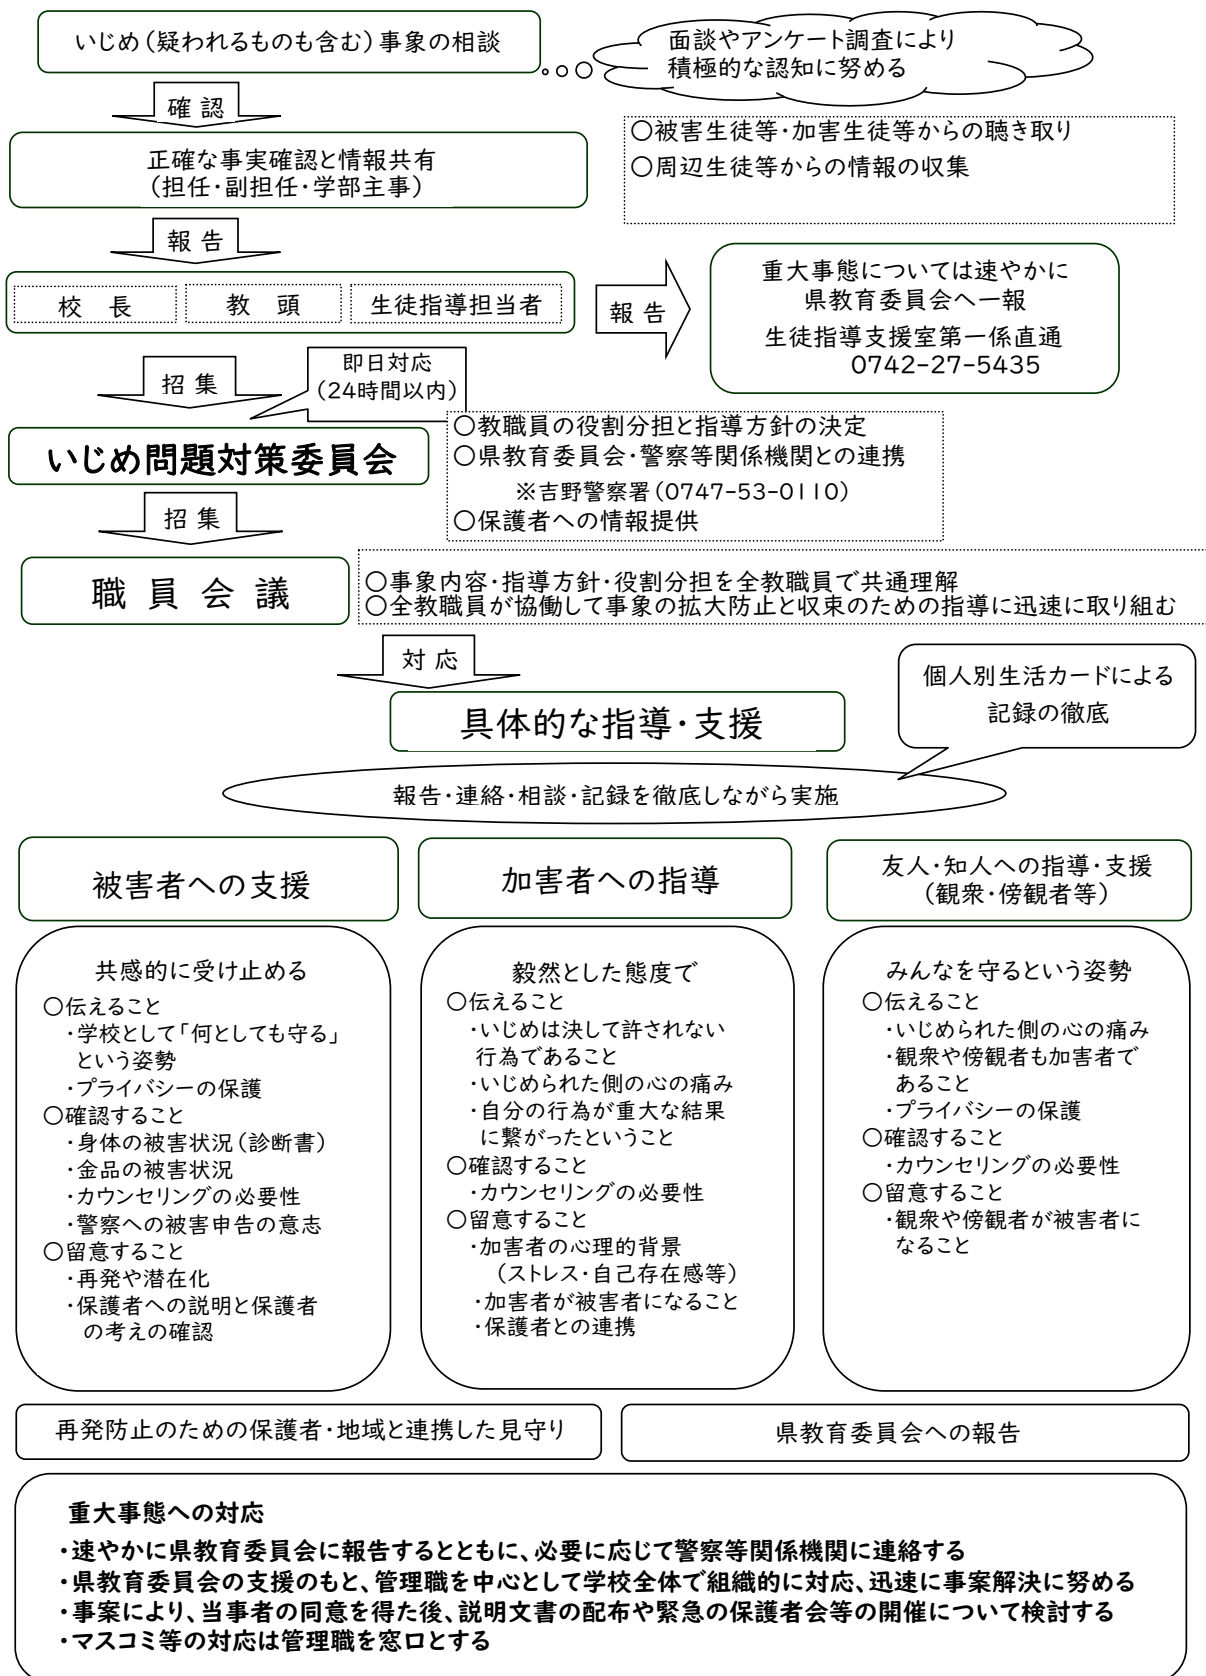 いじめ(疑われるものも含む)事象の相談
面談やアンケート調査により
積極的な認知に努める
確 認
正確な事実確認と情報共有
(担任・副担任・学部主事)
○被害生徒等・加害生徒等からの聴き取り
○周辺生徒等からの情報の収集
報 告
校 長
教 頭
生徒指導担当者
報 告
重大事態については速やかに
県教育委員会へ一報
生徒指導支援室第一係直通
0742-27-5435
招 集
即日対応
(24時間以内)
いじめ問題対策委員会
○教職員の役割分担と指導方針の決定
○県教育委員会・警察等関係機関との連携
※吉野警察署(0747-53-0110)
○保護者への情報提供
招 集
職 員 会 議
○事象内容・指導方針・役割分担を全教職員で共通理解
○全教職員が協働して事象の拡大防止と収束のための指導に迅速に取り組む
対 応
個人別生活カードによる
記録の徹底
具体的な指導・支援
報告・連絡・相談・記録を徹底しながら実施
被害者への支援
共感的に受け止める
○伝えること
・学校として「何としても守る」
という姿勢
・プライバシーの保護
○確認すること
・身体の被害状況(診断書)
・金品の被害状況
・カウンセリングの必要性
・警察への被害申告の意志
○留意すること
・再発や潜在化
・保護者への説明と保護者
の考えの確認
加害者への指導
毅然とした態度で
○伝えること
・いじめは決して許されない
行為であること
・いじめられた側の心の痛み
・自分の行為が重大な結果
に繋がったということ
○確認すること
・カウンセリングの必要性
○留意すること
・加害者の心理的背景
(ストレス・自己存在感等)
・加害者が被害者になること
・保護者との連携
友人・知人への指導・支援
(観衆・傍観者等)
みんなを守るという姿勢
○伝えること
・いじめられた側の心の痛み
・観衆や傍観者も加害者で
あること
・プライバシーの保護
○確認すること
・カウンセリングの必要性
○留意すること
・観衆や傍観者が被害者に
なること
再発防止のための保護者・地域と連携した見守り
県教育委員会への報告
重大事態への対応
・速やかに県教育委員会に報告するとともに、必要に応じて警察等関係機関に連絡する
・県教育委員会の支援のもと、管理職を中心として学校全体で組織的に対応、迅速に事案解決に努める
・事案により、当事者の同意を得た後、説明文書の配布や緊急の保護者会等の開催について検討する
・マスコミ等の対応は管理職を窓口とする